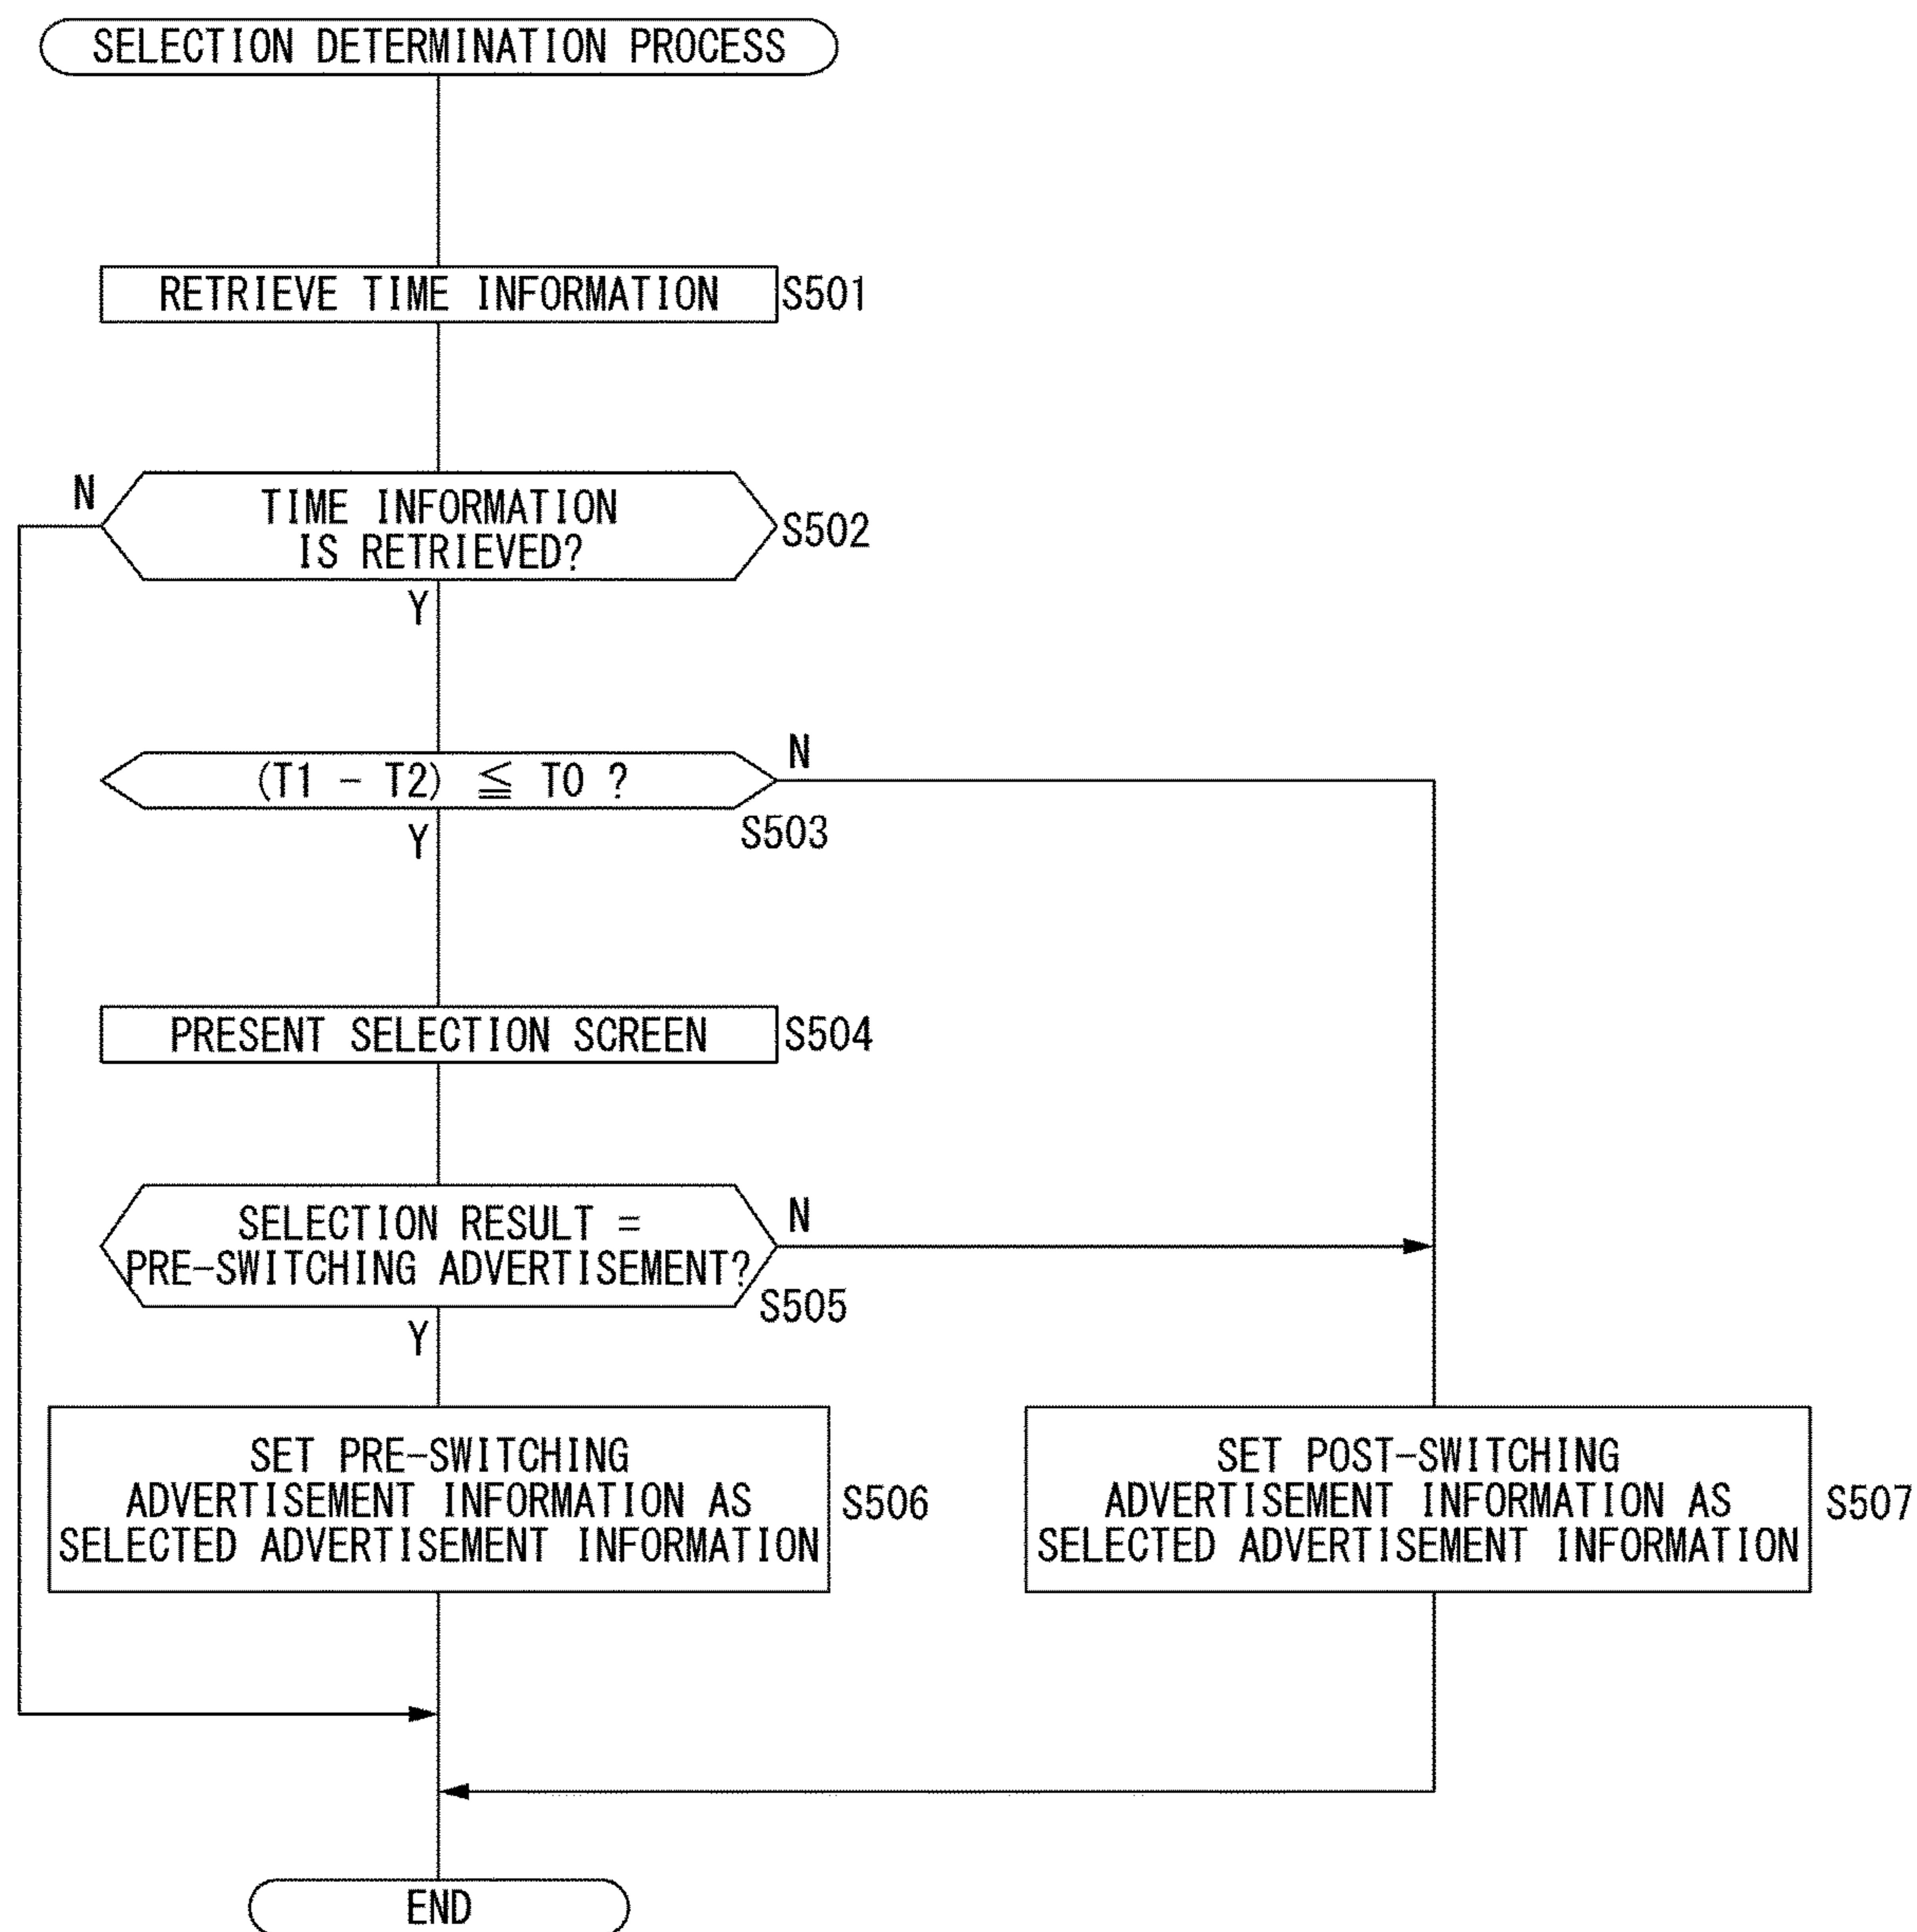 SELECTION DETERMINATION PROCESS
RETRIEVE TIME INFORMATION
S501
N
TIME INFORMATION
IS RETRIEVED?
S502
Y
(T1 - T2) ≦ T0 ?
N
S503
Y
PRESENT SELECTION SCREEN
S504
SELECTION RESULT =
PRE-SWITCHING ADVERTISEMENT?
N
S505
Y
SET PRE-SWITCHING
ADVERTISEMENT INFORMATION AS
SELECTED ADVERTISEMENT INFORMATION
S506
SET POST-SWITCHING
ADVERTISEMENT INFORMATION AS
SELECTED ADVERTISEMENT INFORMATION
S507
END